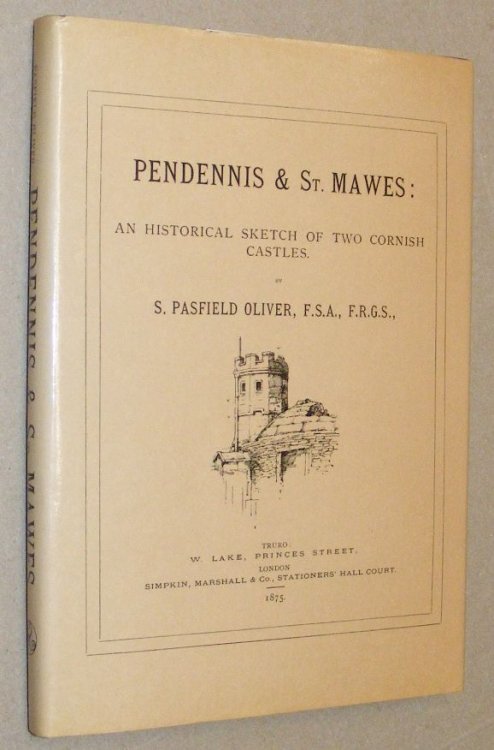 PENDENNIS & ST. MAWES:
AN HISTORICAL SKETCH OF TWO CORNISH
CASTLES.
BY
S. PASFIELD OLIVER, F.S.A., F.R.G.S.,
TRURO:
W. LAKE, PRINCES STREET.
LONDON
SIMPKIN, MARSHALL & Co., STATIONERS' HALL COURT.
1875.
PENDENNIS & S. MAWES